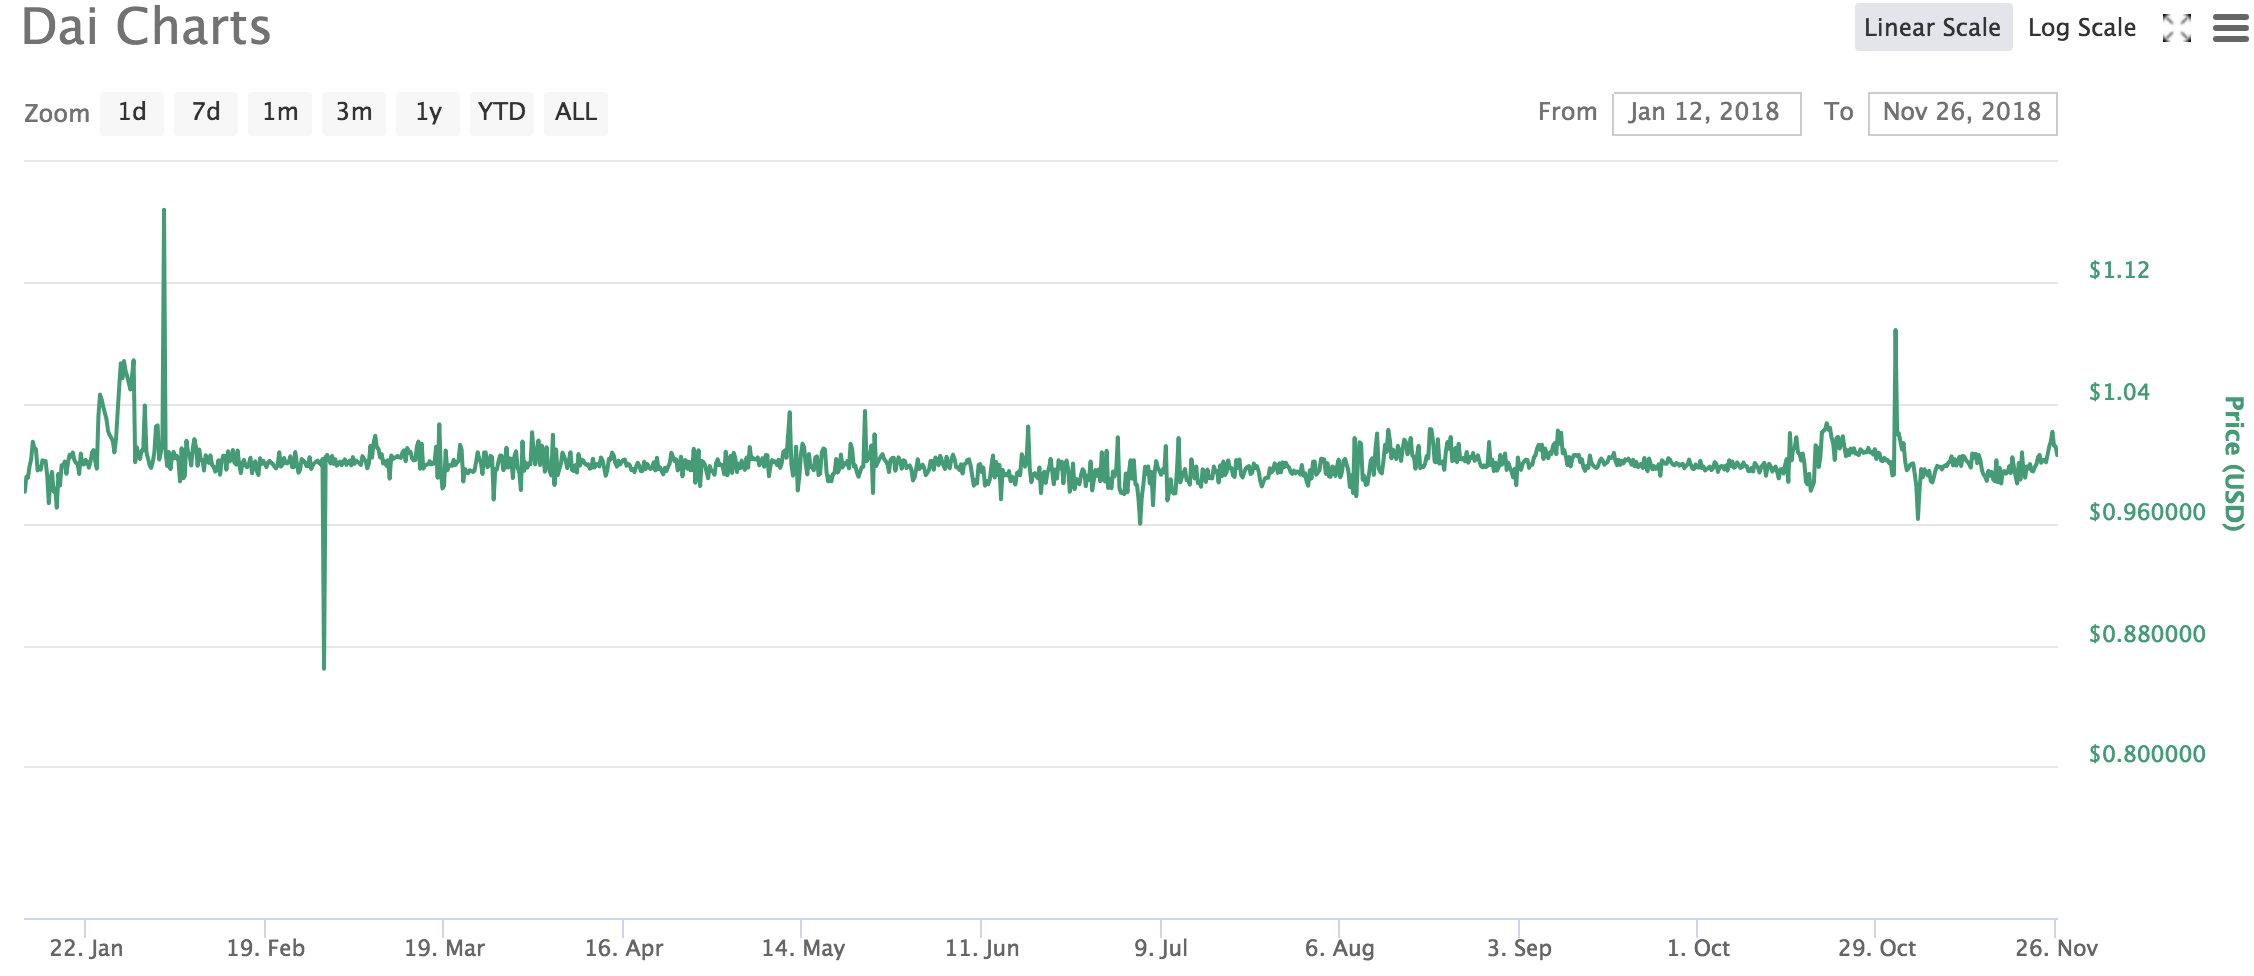 Dai Charts
Linear Scale Log Scale
Zoom 1d 7d 1m 3m 1y YTD ALL From Jan 12, 2018 To Nov 26, 2018
$1.12
$1.04
$0.960000
$0.880000
$0.800000
Price (USD)
22. Jan 19. Feb 19. Mar 16. Apr 14. May 11. Jun 9. Jul 6. Aug 3. Sep 1. Oct 29. Oct 26. Nov